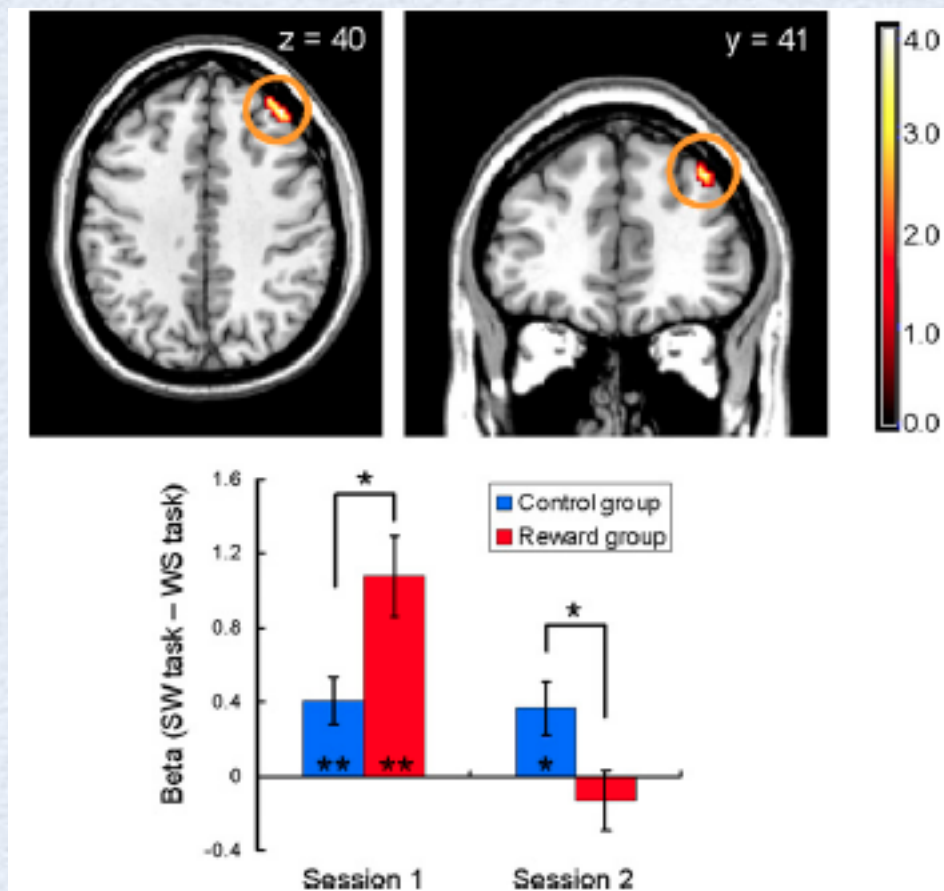 z = 40
y = 41
4.0
3.0
2.0
1.0
0.0
Beta (SW task – WS task)
1.6
1.2
0.8
0.4
0
-0.4
*
*
Control group
Reward group
**
**
*
Session 1
Session 2